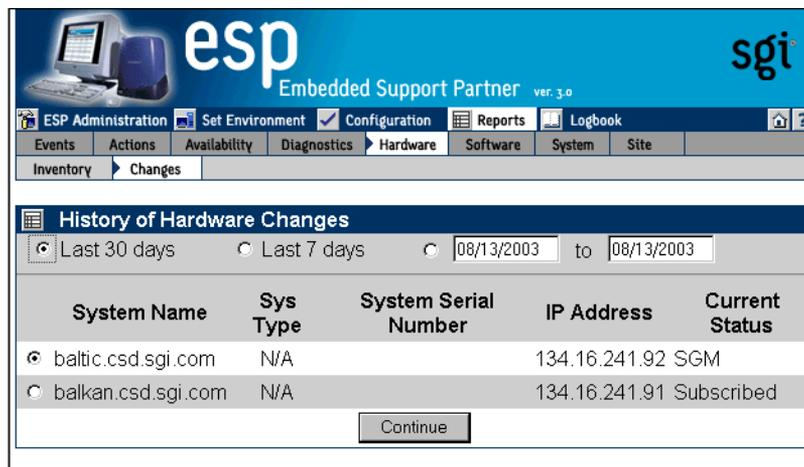 esp
Embedded Support Partner ver. 3.0
sgi
ESP Administration Set Environment Configuration Reports Logbook ?
Events Actions Availability Diagnostics Hardware Software System Site
Inventory Changes
History of Hardware Changes
Last 30 days Last 7 days 08/13/2003 to 08/13/2003
System Name Sys Type System Serial Number IP Address Current Status
baltic.csd.sgi.com N/A 134.16.241.92 SGM
balkan.csd.sgi.com N/A 134.16.241.91 Subscribed
Continue